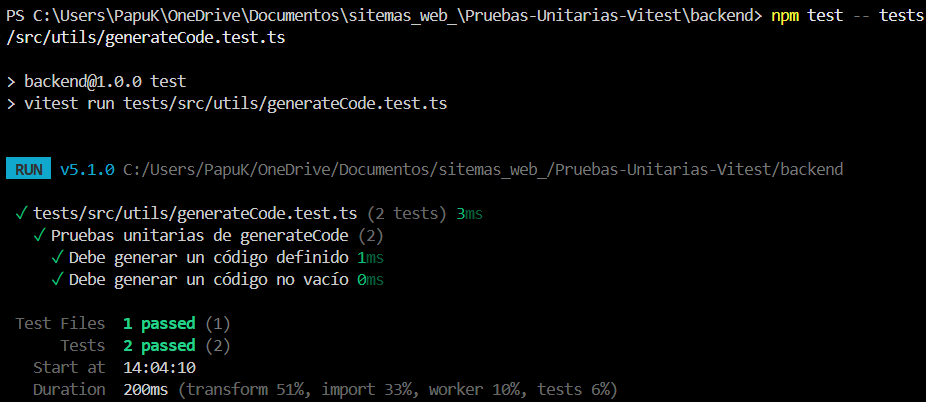 PS C:\Users\PapuK\OneDrive\Documentos\sitemas_web_\Pruebas-Unitarias-Vitest\backend> npm test -- tests
/src/utils/generateCode.test.ts
> backend@1.0.0 test
> vitest run tests/src/utils/generateCode.test.ts
RUN v5.1.0 C:/Users/PapuK/OneDrive/Documentos/sitemas_web_/Pruebas-Unitarias-Vitest/backend
✓ tests/src/utils/generateCode.test.ts (2 tests) 3ms
✓ Pruebas unitarias de generateCode (2)
✓ Debe generar un código definido 1ms
✓ Debe generar un código no vacío 0ms
Test Files 1 passed (1)
Tests 2 passed (2)
Start at 14:04:10
Duration 200ms (transform 51%, import 33%, worker 10%, tests 6%)